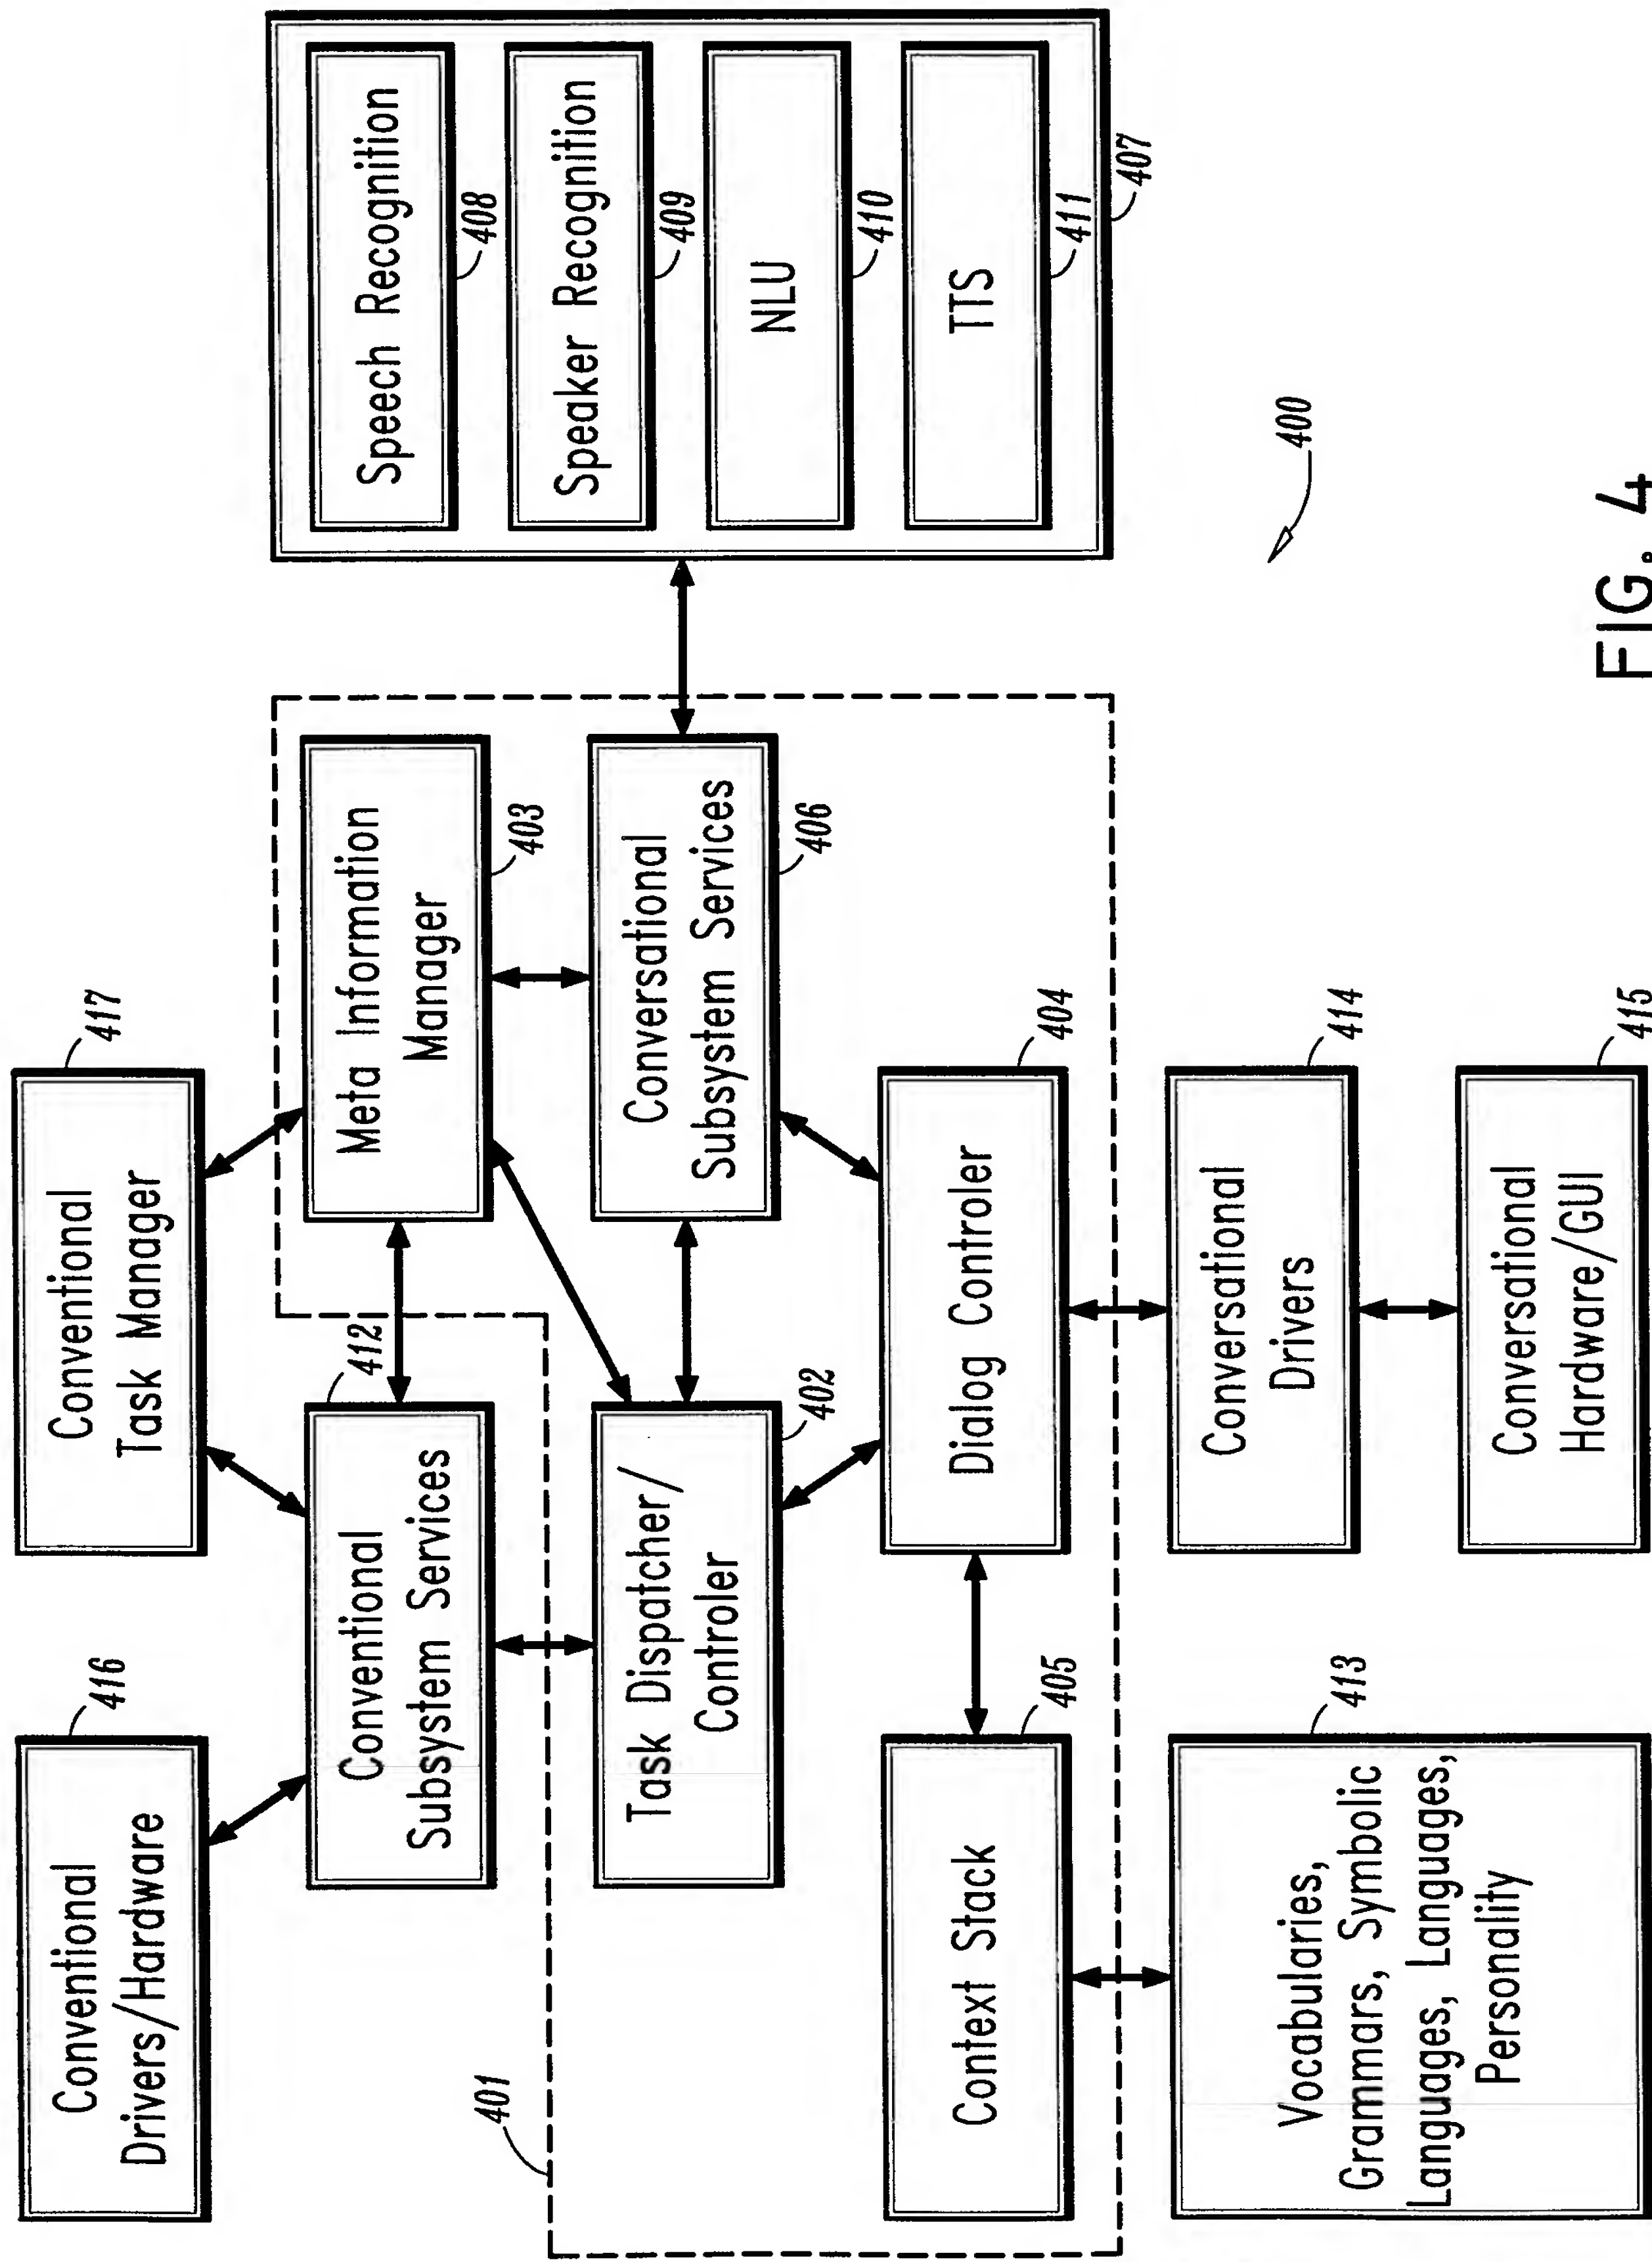 Conventional
Drivers/Hardware
416
Conventional
Task Manager
417
Conventional
Subsystem Services
412
Meta Information
Manager
403
Speech Recognition
408
Speaker Recognition
409
NLU
410
TTS
411
407
401
Task Dispatcher/
Controler
402
Conversational
Subsystem Services
406
Context Stack
405
Dialog Controler
404
400
Vocabularies,
Grammars, Symbolic
Languages, Languages,
Personality
413
Conversational
Drivers
414
Conversational
Hardware/GUI
415
FIG. 4